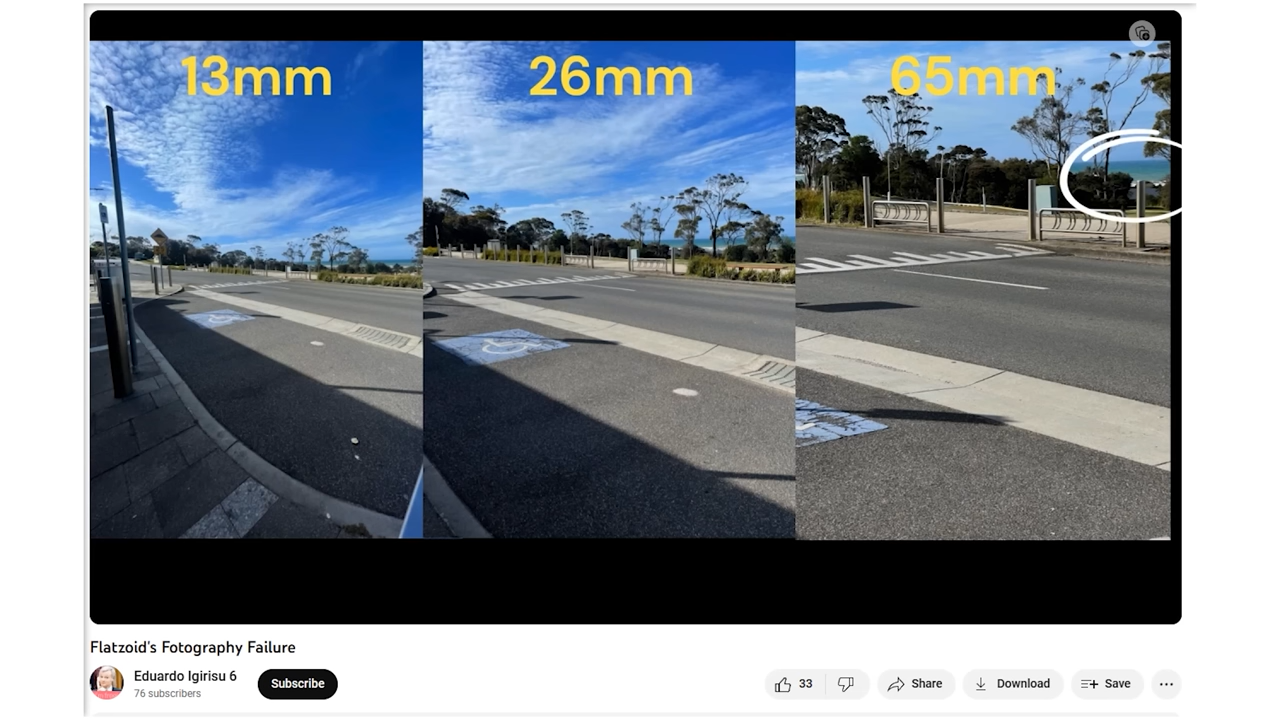 13mm
26mm
65mm
Flatzoid's Fotography Failure
Eduardo Igirisu 6
76 subscribers
Subscribe
33
Share
Download
Save